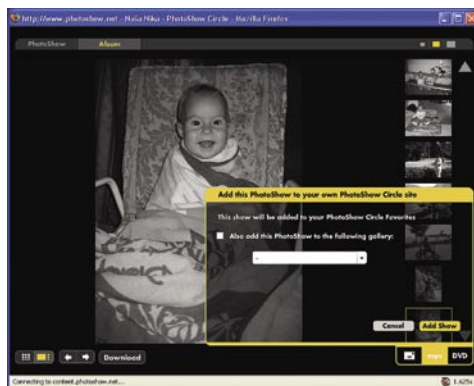 http://www.photoshow.net - Naia Nika - PhotoShow Circle - Mozilla Firefox
PhotoShow
Album
Add this PhotoShow to your own PhotoShow Circle site
This show will be added to your PhotoShow Circle Favorites
Also add this PhotoShow to the following gallery:
-
Cancel
Add Show
Download
DVD
Connecting to content.photoshow.net...